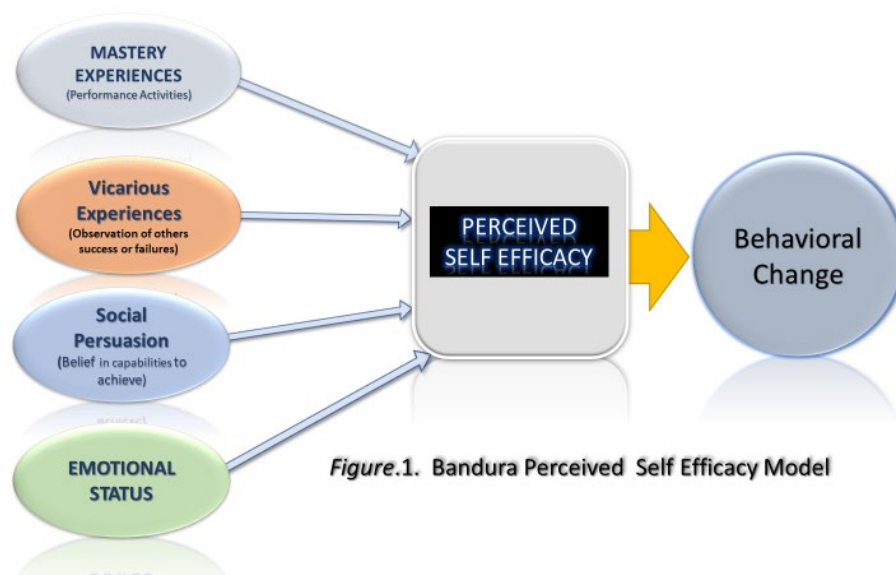 MASTERY
EXPERIENCES
(Performance Activities)
Vicarious
Experiences
(Observation of others
success or failures)
Social
Persuasion
(Belief in capabilities to
achieve)
EMOTIONAL
STATUS
PERCEIVED
SELF EFFICACY
Behavioral
Change
Figure.1. Bandura Perceived Self Efficacy Model